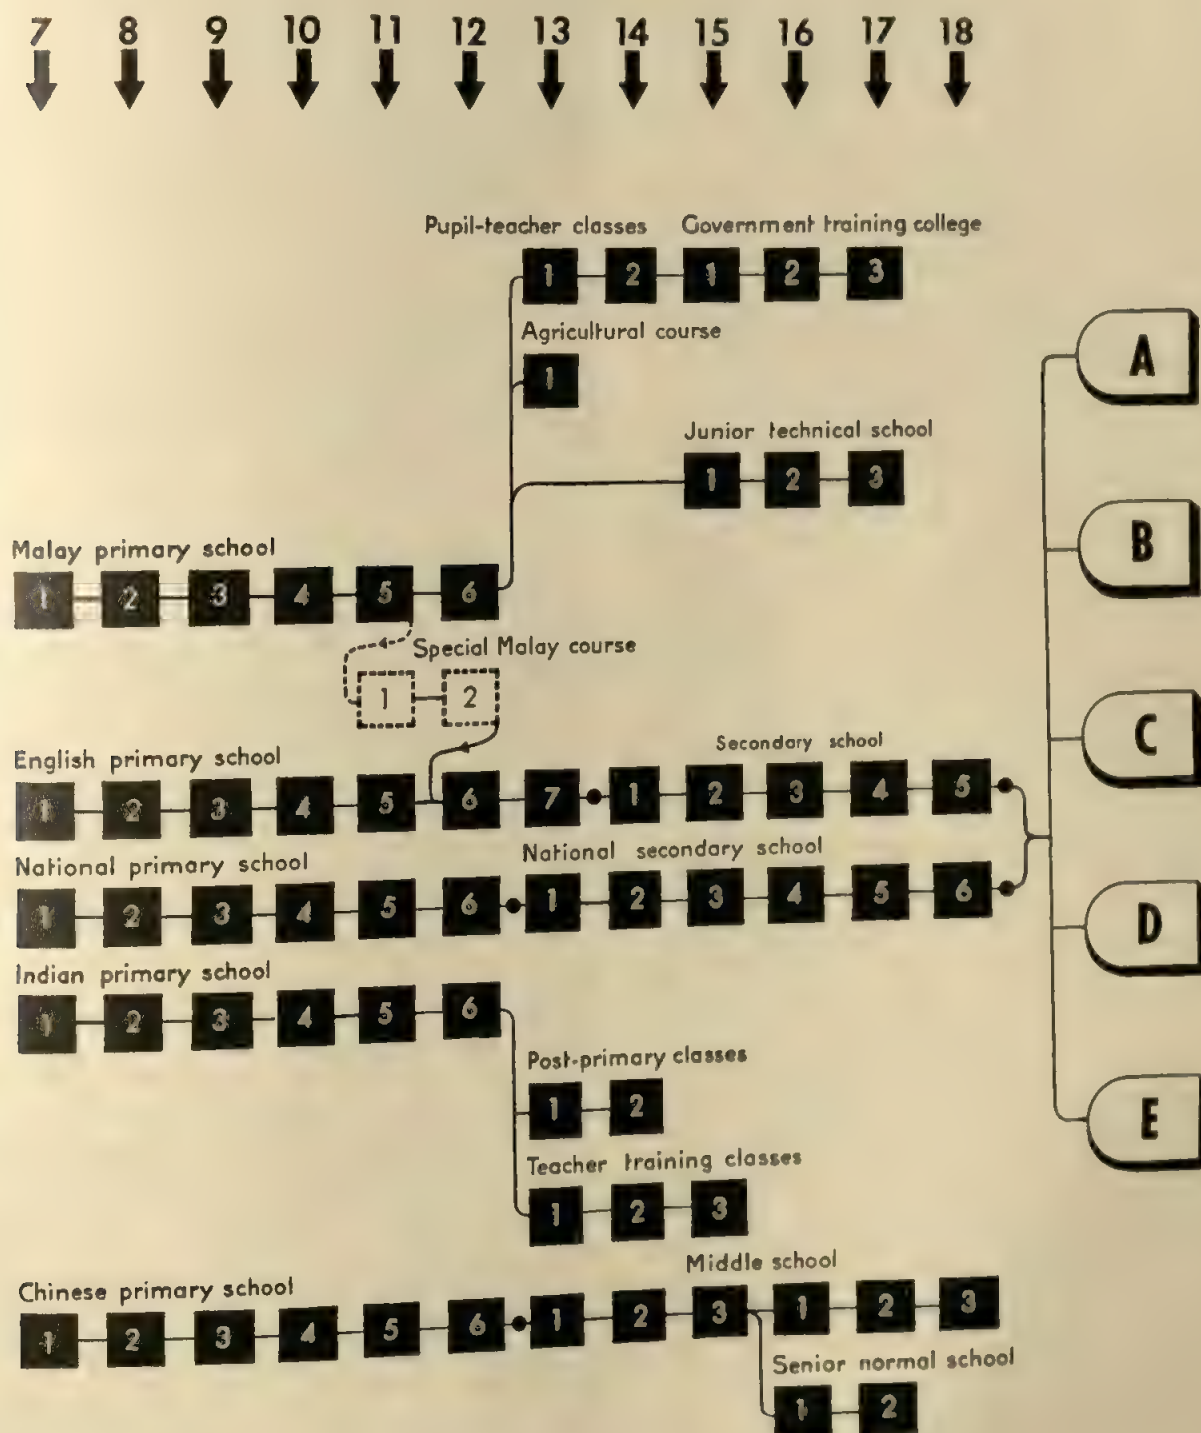 7 8 9 10 11 12 13 14 15 16 17 18
Pupil-teacher classes Government training college
1 2 1 2 3
Agricultural course
1
A
Junior technical school
1 2 3
B
Malay primary school
1 2 3 4 5 6
Special Malay course
1 2
C
Secondary school
English primary school
1 2 3 4 5 6 7 1 2 3 4 5
National primary school National secondary school
1 2 3 4 5 6 1 2 3 4 5 6
D
Indian primary school
1 2 3 4 5 6
Post-primary classes
1 2
E
Teacher training classes
1 2 3
Middle school
Chinese primary school
1 2 3 4 5 6 1 2 3 1 2 3
Senior normal school
1 2